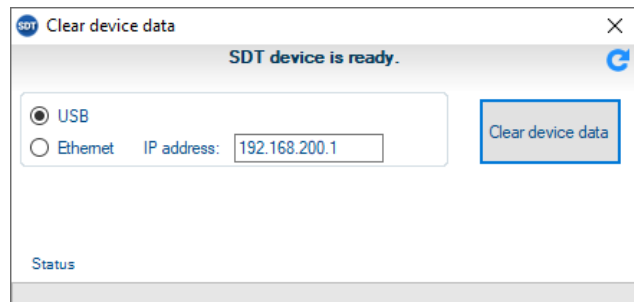 SDT Clear device data
SDT device is ready.
USB
Clear device data
Ethernet IP address: 192.168.200.1
Status